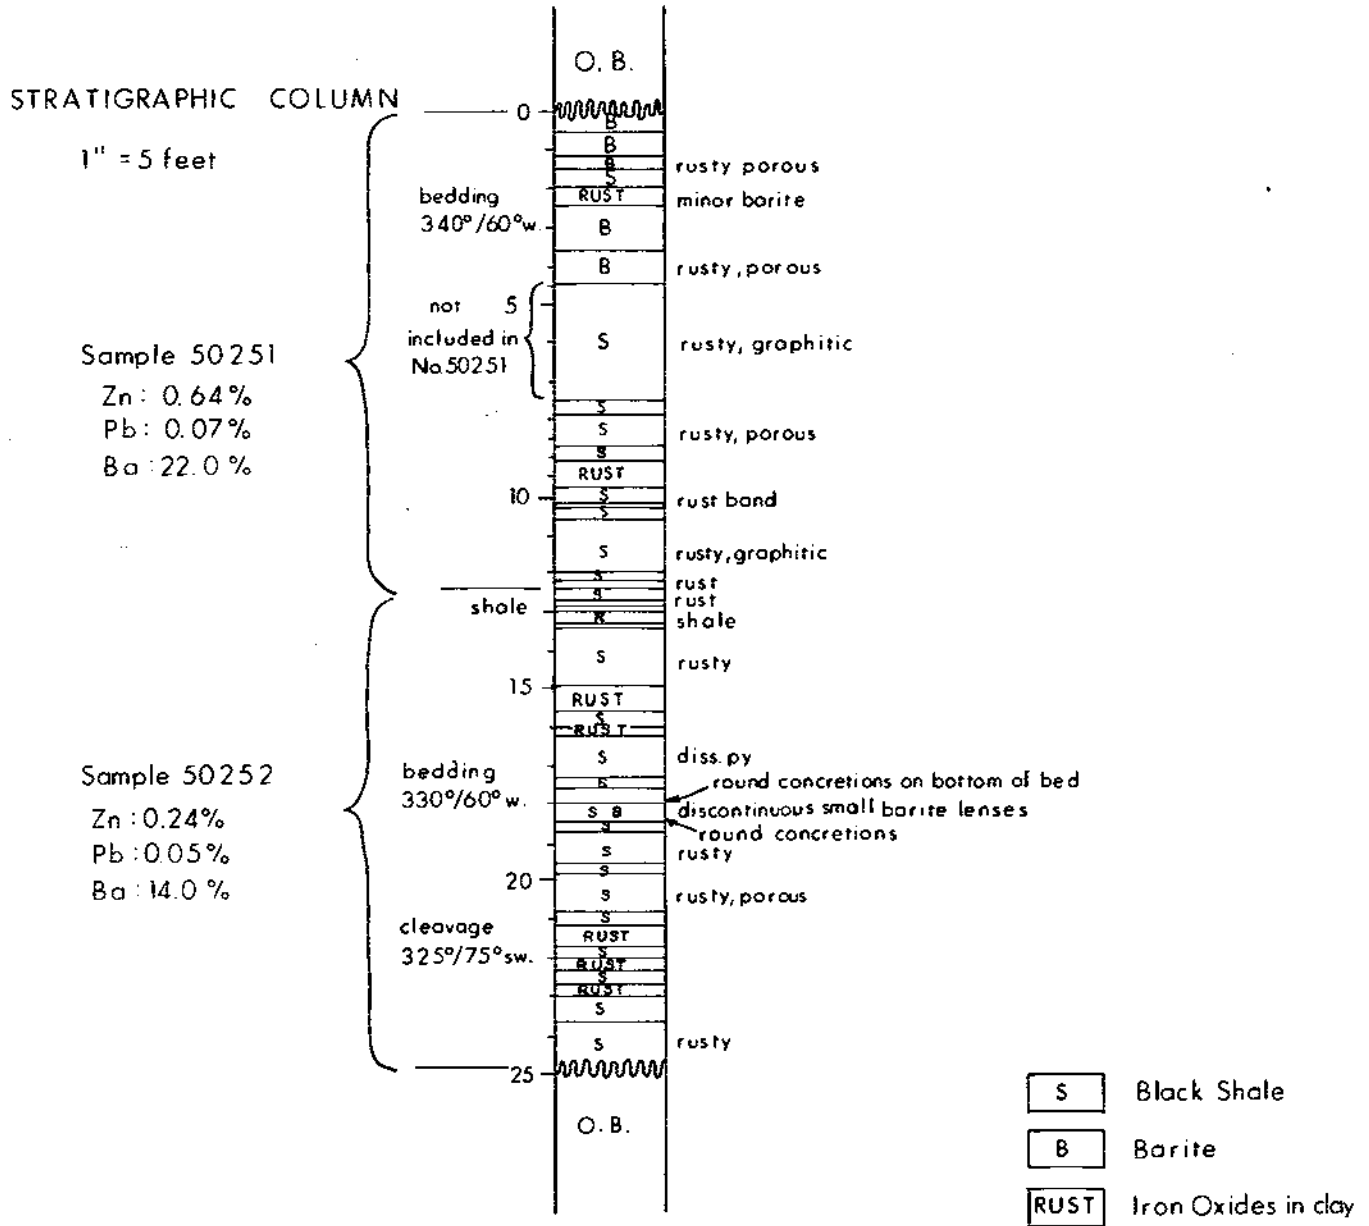 O. B.
STRATIGRAPHIC COLUMN
1" = 5 feet
0
B
B
B
rusty porous
S
bedding
340°/60°w.
RUST
minor barite
B
B
rusty, porous
not
included in
No.50251
5
S
rusty, graphitic
Sample 50251
Zn : 0.64%
Pb : 0.07%
Ba : 22.0 %
S
S
rusty, porous
S
RUST
10
S
rust band
S
S
rusty, graphitic
S
rust
S
rust
shale
shale
S
rusty
15
RUST
S
RUST
S
diss. py
Sample 50252
Zn : 0.24%
Pb : 0.05%
Ba : 14.0 %
bedding
330°/60°w.
round concretions on bottom of bed
S B
discontinuous small barite lenses
S
round concretions
S
rusty
S
20
S
rusty, porous
S
cleavage
325°/75°sw.
RUST
S
RUST
S
RUST
S
S
rusty
25
O. B.
S Black Shale
B Barite
RUST Iron Oxides in clay